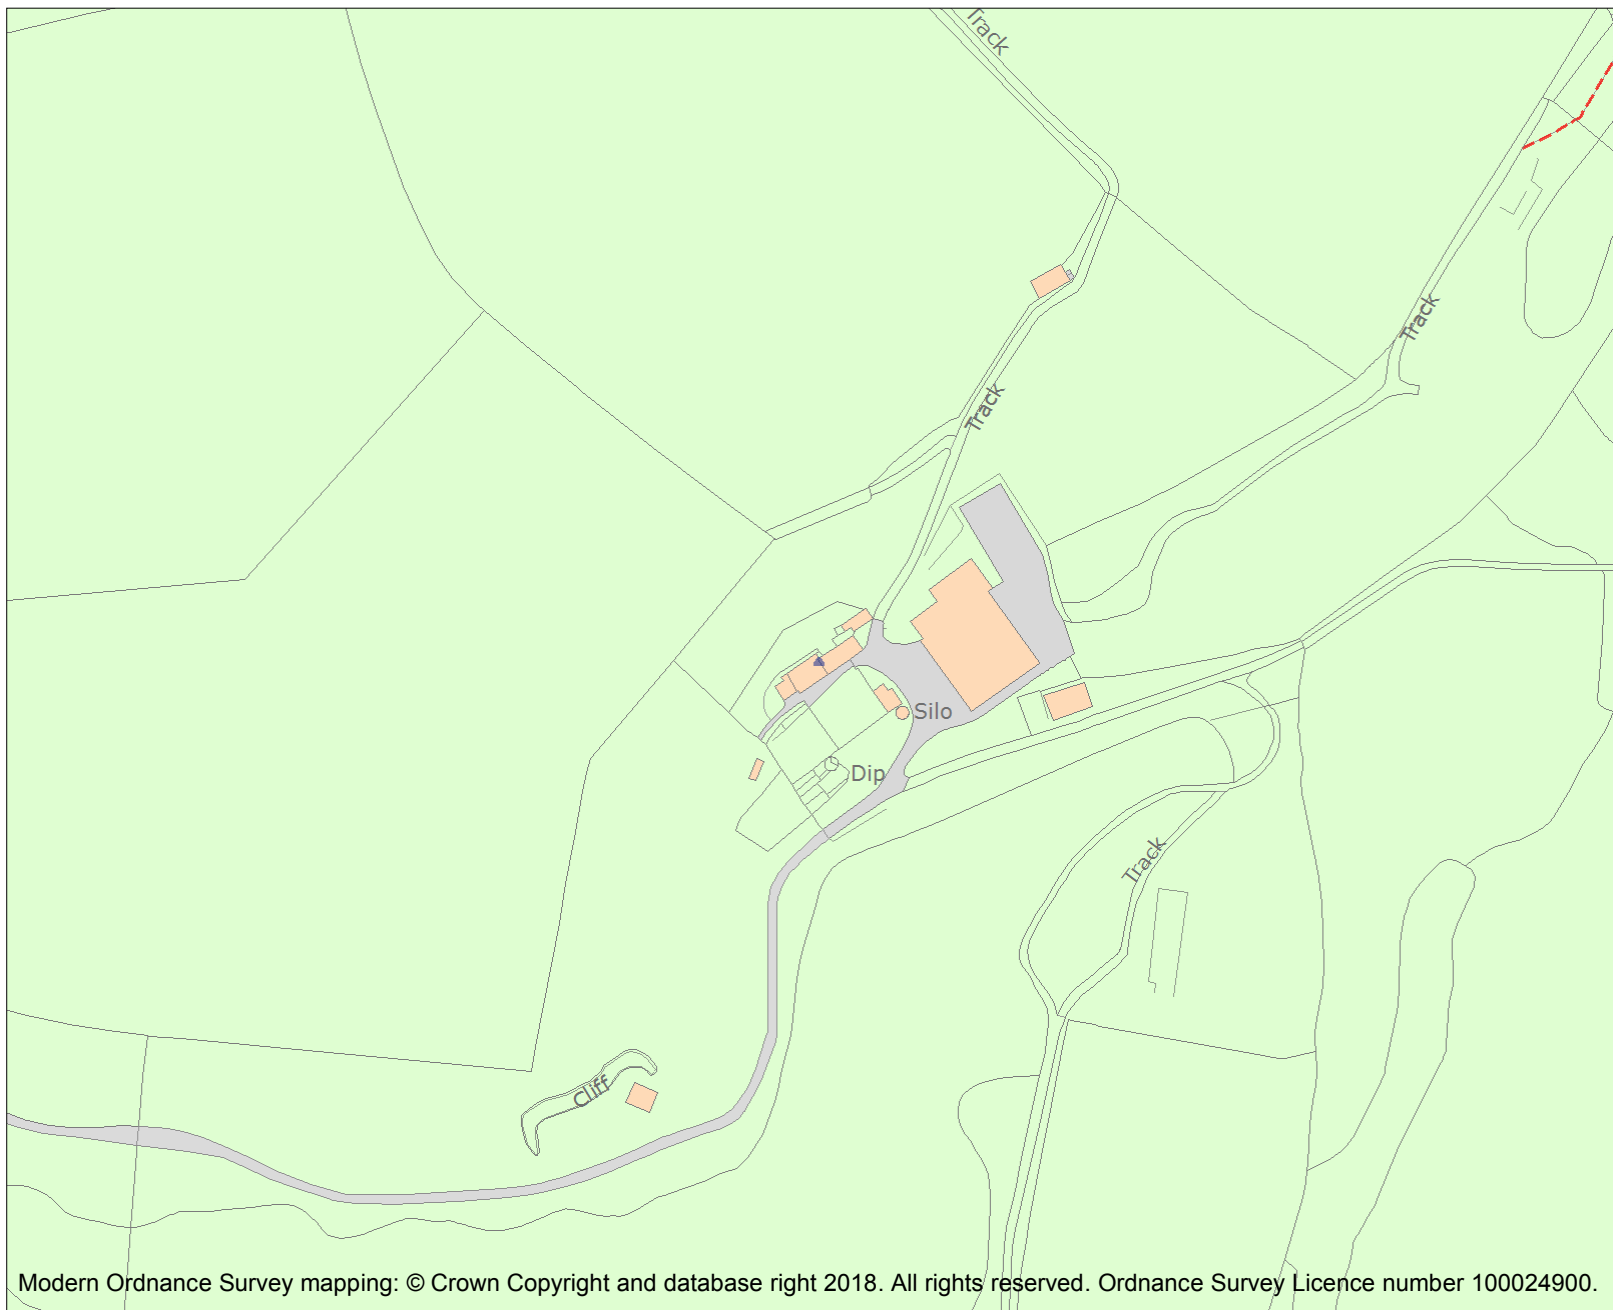 Track
Track
Track
Silo
Dip
Track
Cliff
Modern Ordnance Survey mapping: © Crown Copyright and database right 2018. All rights reserved. Ordnance Survey Licence number 100024900.